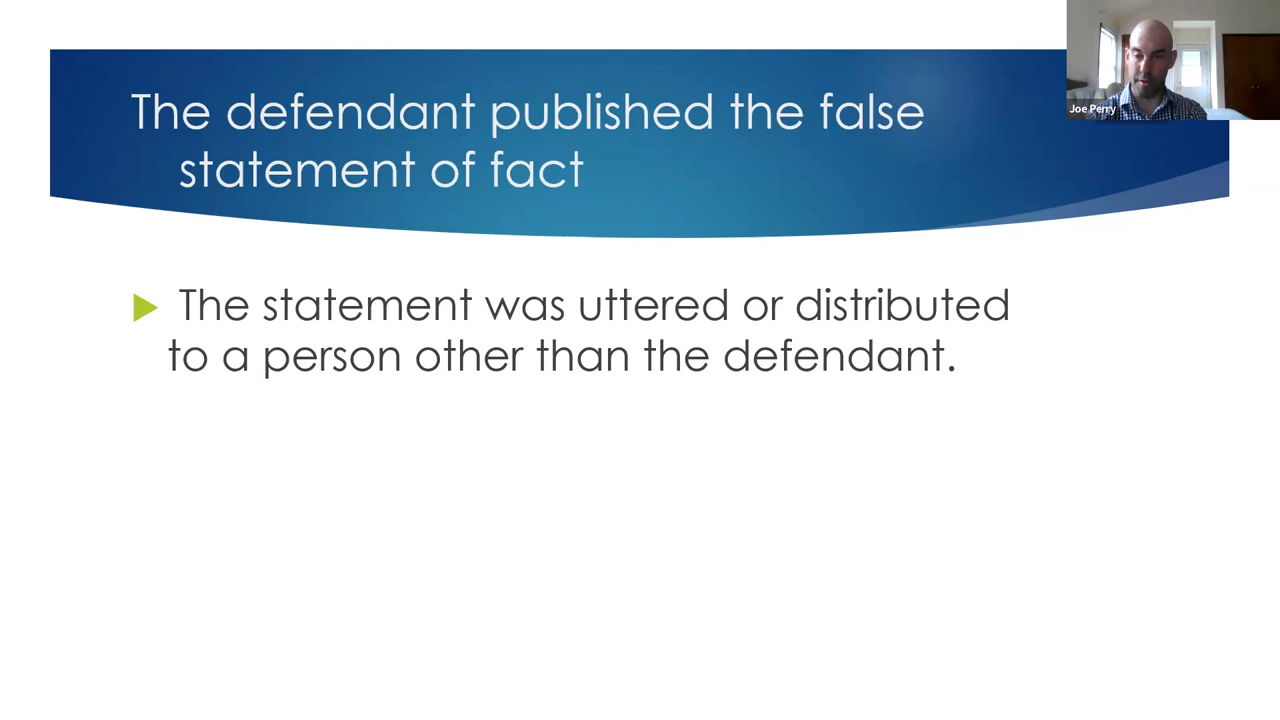 The defendant published the false
statement of fact
Joe Perry
The statement was uttered or distributed
to a person other than the defendant.